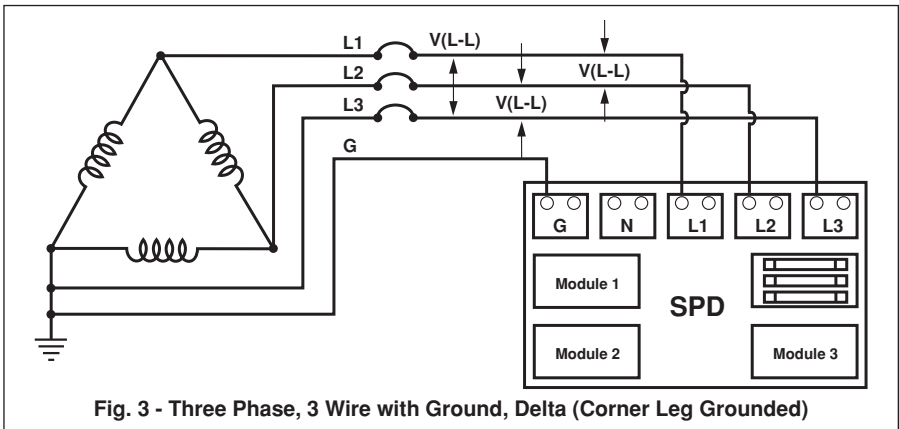 L1
V(L-L)
L2
V(L-L)
L3
V(L-L)
G
G
N
L1
L2
L3
Module 1
SPD
Module 2
Module 3
Fig. 3 - Three Phase, 3 Wire with Ground, Delta (Corner Leg Grounded)